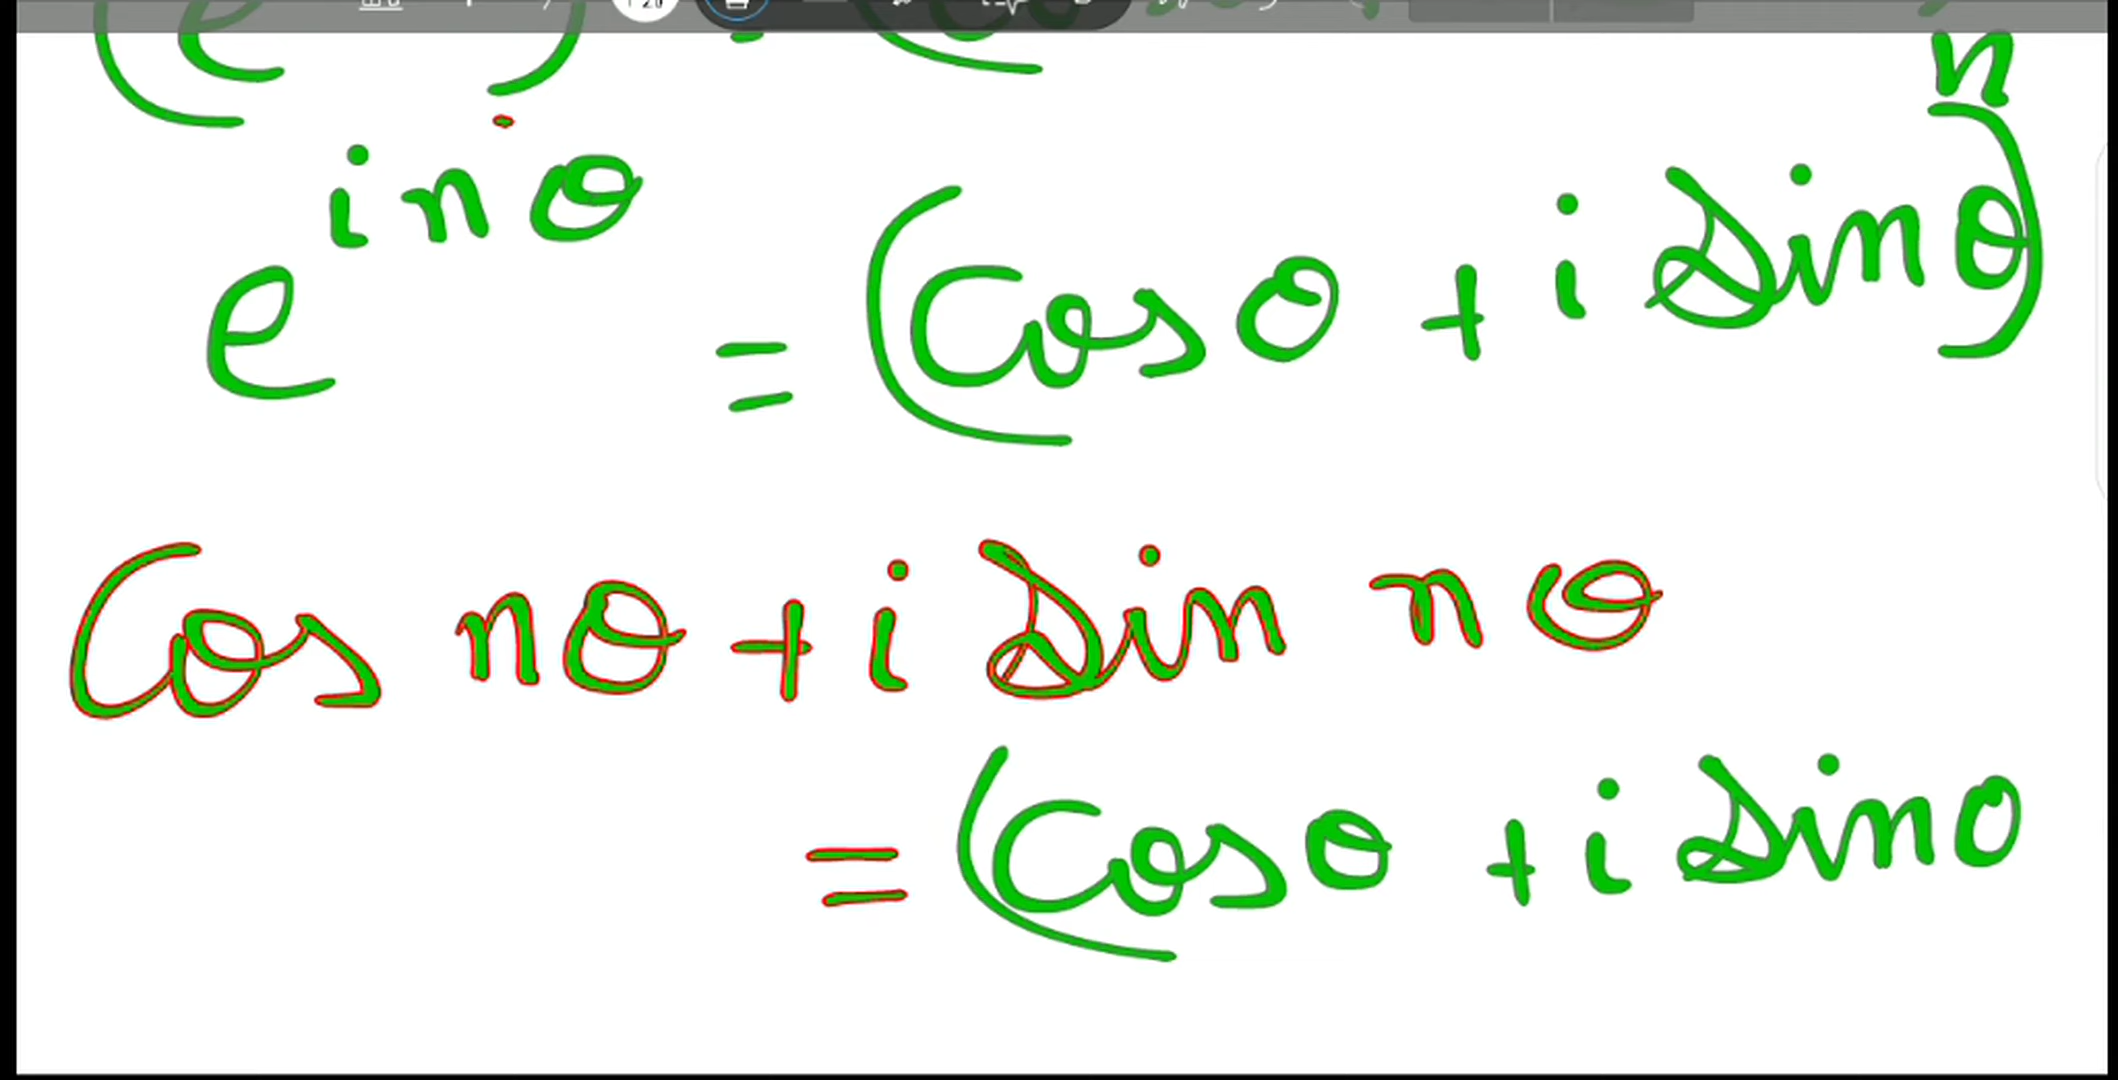 (e ) = (
e^{inθ} = (Cosθ + i Sinθ)^n
Cos nθ + i Sin nθ
= (Cosθ + i Sinθ